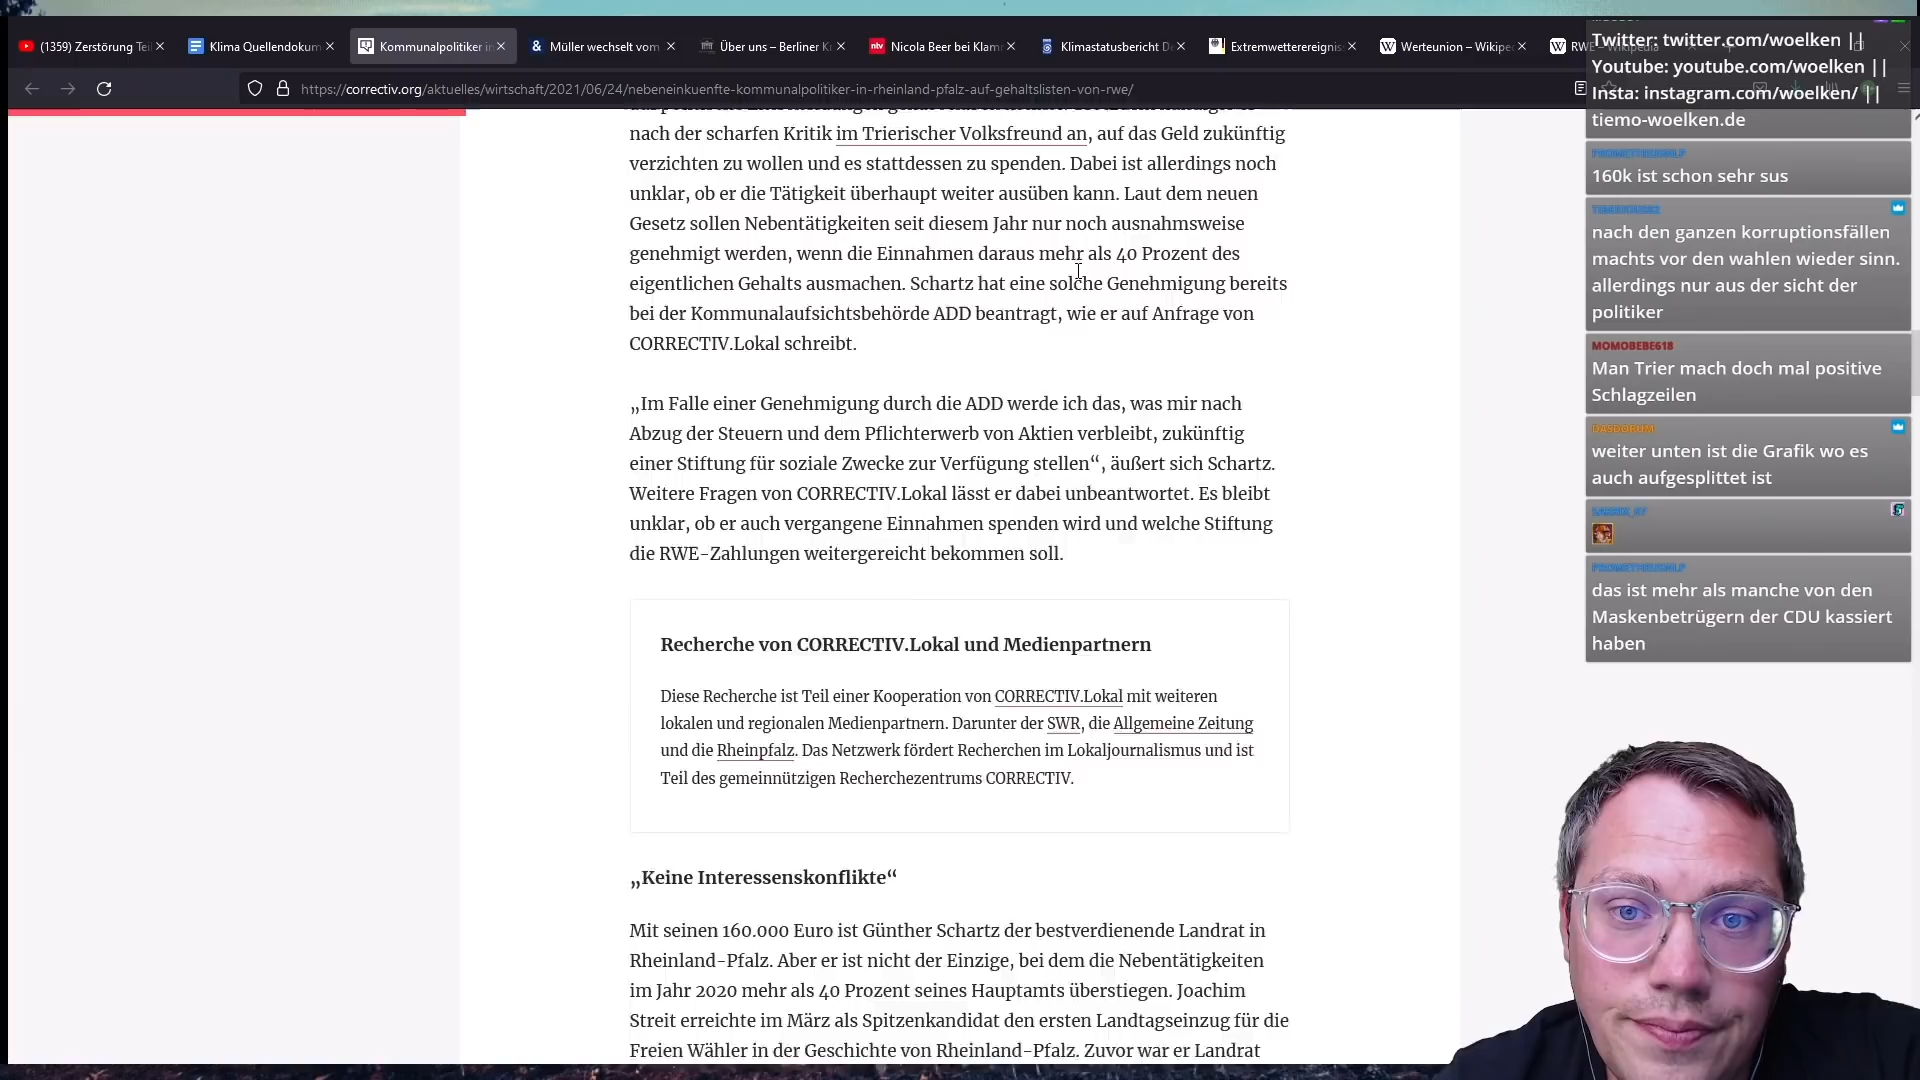 (1359) Zerstörung Teil
Klima Quellendokum
Kommunalpolitiker in
Müller wechselt vom
Über uns – Berliner K
ntv
Nicola Beer bei Klam
Klimastatusbericht De
Extremwetterereignis
Werteunion – Wikipe
RWE – Wikipedia
https://correctiv.org/aktuelles/wirtschaft/2021/06/24/nebeneinkuenfte-kommunalpolitiker-in-rheinland-pfalz-auf-gehaltslisten-von-rwe/
nach der scharfen Kritik im Trierischer Volksfreund an, auf das Geld zukünftig
verzichten zu wollen und es stattdessen zu spenden. Dabei ist allerdings noch
unklar, ob er die Tätigkeit überhaupt weiter ausüben kann. Laut dem neuen
Gesetz sollen Nebentätigkeiten seit diesem Jahr nur noch ausnahmsweise
genehmigt werden, wenn die Einnahmen daraus mehr als 40 Prozent des
eigentlichen Gehalts ausmachen. Schartz hat eine solche Genehmigung bereits
bei der Kommunalaufsichtsbehörde ADD beantragt, wie er auf Anfrage von
CORRECTIV.Lokal schreibt.
„Im Falle einer Genehmigung durch die ADD werde ich das, was mir nach
Abzug der Steuern und dem Pflichterwerb von Aktien verbleibt, zukünftig
einer Stiftung für soziale Zwecke zur Verfügung stellen“, äußert sich Schartz.
Weitere Fragen von CORRECTIV.Lokal lässt er dabei unbeantwortet. Es bleibt
unklar, ob er auch vergangene Einnahmen spenden wird und welche Stiftung
die RWE-Zahlungen weitergereicht bekommen soll.
Recherche von CORRECTIV.Lokal und Medienpartnern
Diese Recherche ist Teil einer Kooperation von CORRECTIV.Lokal mit weiteren
lokalen und regionalen Medienpartnern. Darunter der SWR, die Allgemeine Zeitung
und die Rheinpfalz. Das Netzwerk fördert Recherchen im Lokaljournalismus und ist
Teil des gemeinnützigen Recherchezentrums CORRECTIV.
„Keine Interessenskonflikte“
Mit seinen 160.000 Euro ist Günther Schartz der bestverdienende Landrat in
Rheinland-Pfalz. Aber er ist nicht der Einzige, bei dem die Nebentätigkeiten
im Jahr 2020 mehr als 40 Prozent seines Hauptamts überstiegen. Joachim
Streit erreichte im März als Spitzenkandidat den ersten Landtagseinzug für die
Freien Wähler in der Geschichte von Rheinland-Pfalz. Zuvor war er Landrat
Twitter: twitter.com/woelken ||
Youtube: youtube.com/woelken ||
Insta: instagram.com/woelken/ ||
tiemo-woelken.de
160k ist schon sehr sus
nach den ganzen korruptionsfällen
machts vor den wahlen wieder sinn.
allerdings nur aus der sicht der
politiker
MOMOBEBE618
Man Trier mach doch mal positive
Schlagzeilen
DASDORUM
weiter unten ist die Grafik wo es
auch aufgesplittet ist
das ist mehr als manche von den
Maskenbetrügern der CDU kassiert
haben